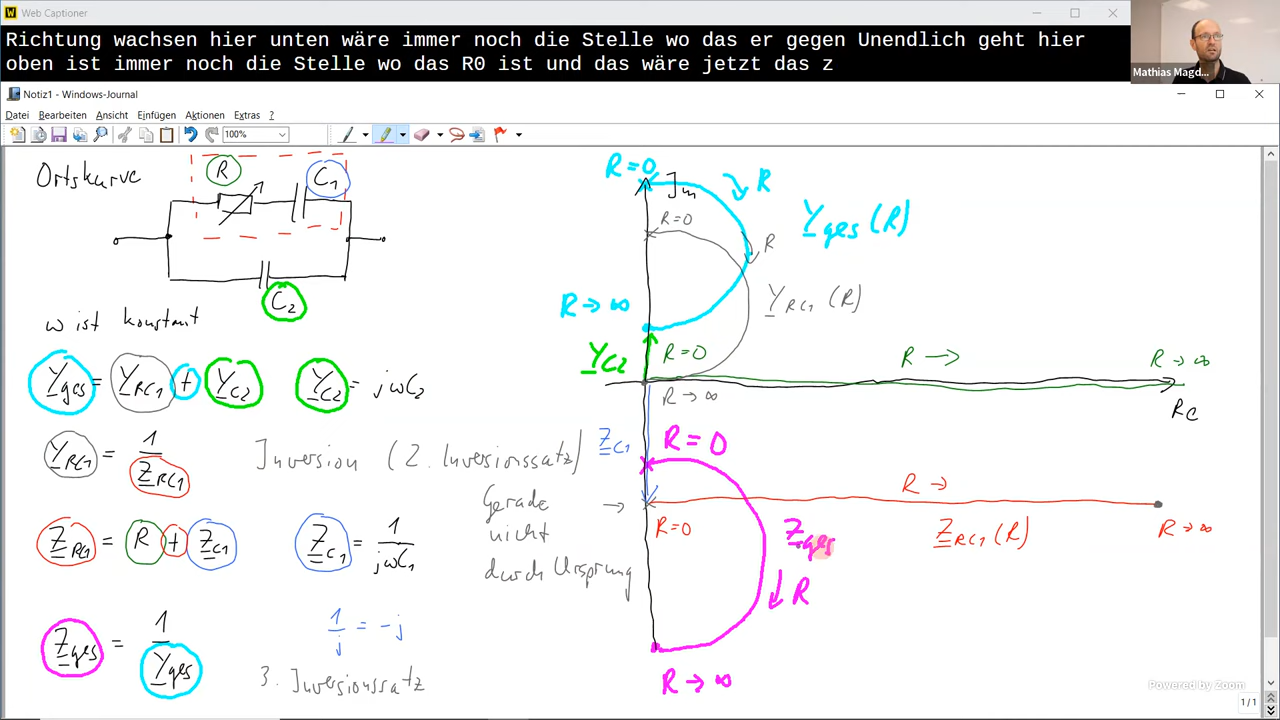 Web Captioner
Richtung wachsen hier unten wäre immer noch die Stelle wo das er gegen Unendlich geht hier
oben ist immer noch die Stelle wo das R0 ist und das wäre jetzt das z
Mathias Magd...
Notiz1 - Windows-Journal
Datei Bearbeiten Ansicht Einfügen Aktionen Extras ?
100%
Ortskurve
R
C1
C2
ω ist konstant
Yges = YRC1 + YC2
YC2 = jωC2
YRC1 = 1/ZRC1
Inversion (2. Inversionssatz)
Gerade
nicht
durch Ursprung
ZRC1 = R + ZC1
ZC1 = 1/jωC1
1/j = -j
Zges = 1/Yges
3. Inversionssatz
R=0
Im
R
Yges (R)
R=0
R
YRC1 (R)
R → ∞
YC2
R=0
R →
R → ∞
R → ∞
Re
ZC1
R = 0
R →
R=0
Zges
ZRC1 (R)
R → ∞
R
R → ∞
Powered by Zoom
1 / 1